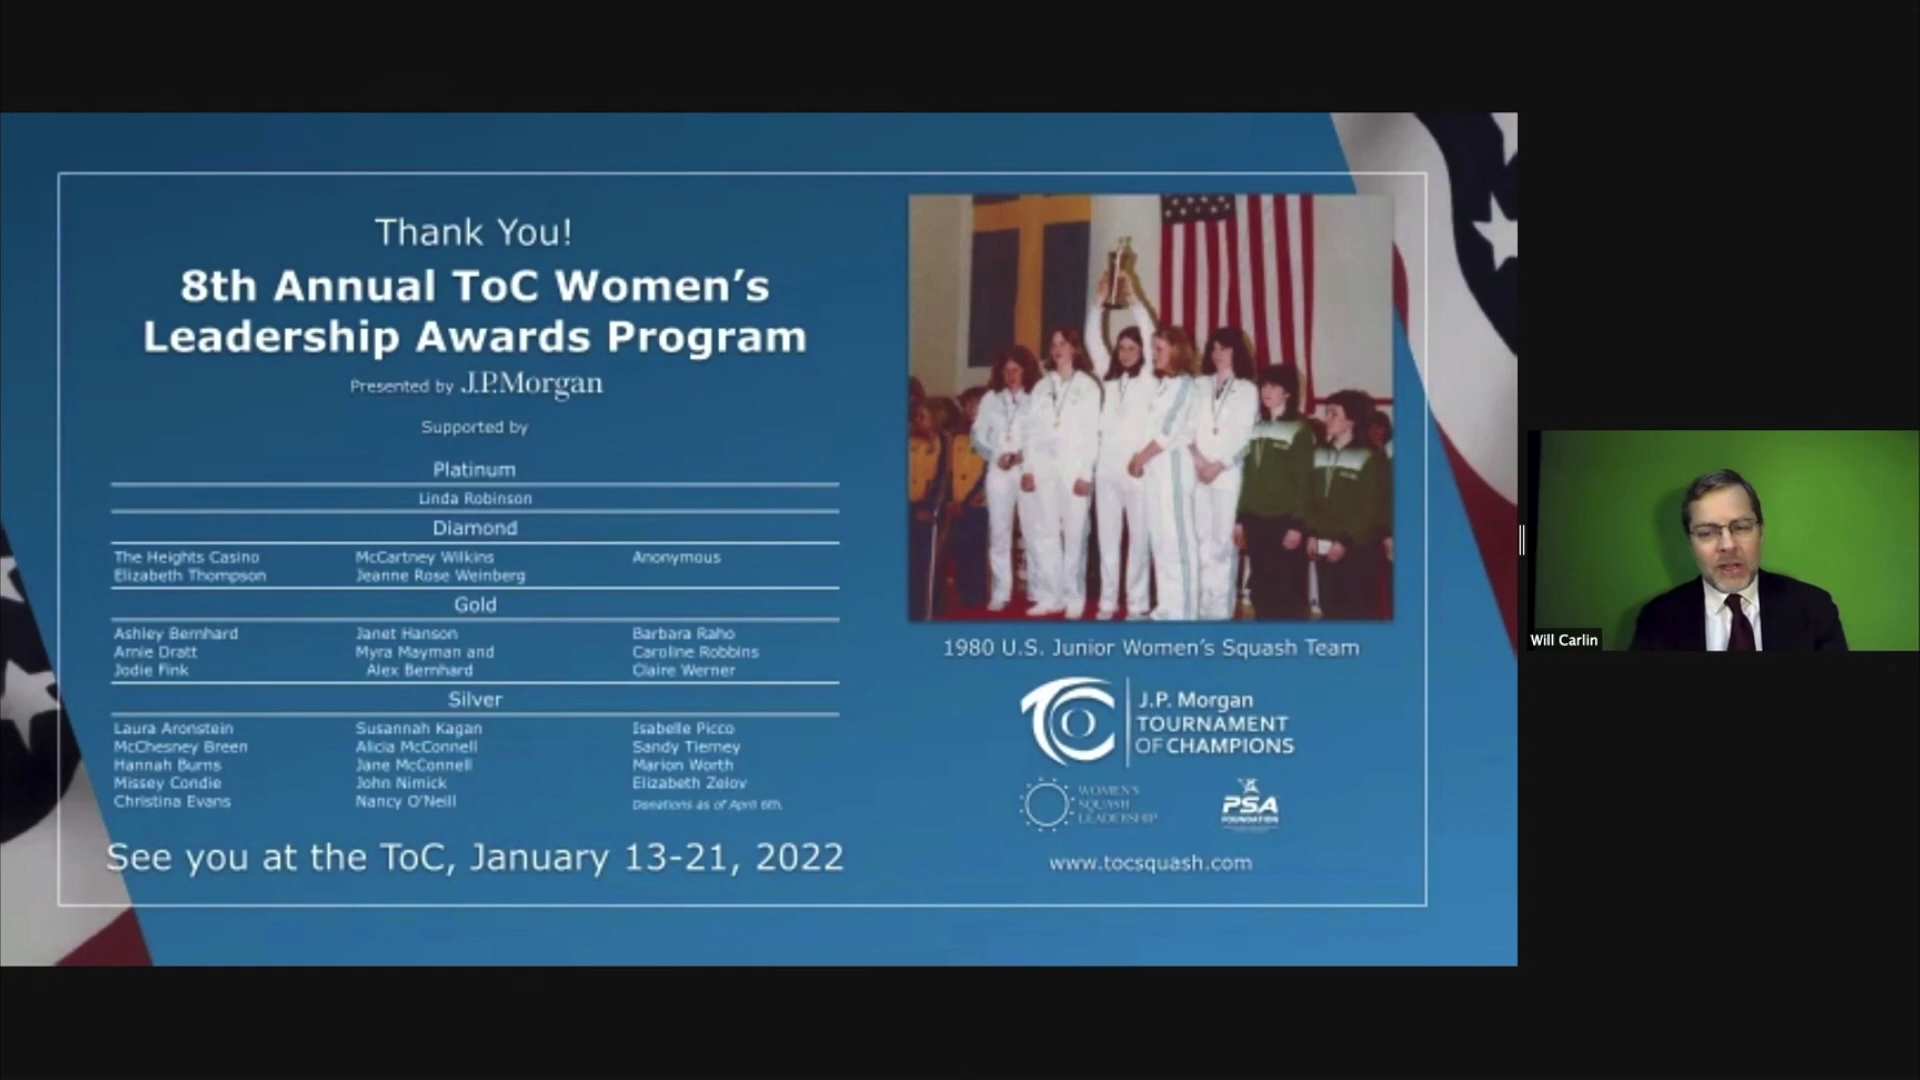 Thank You!
8th Annual ToC Women's
Leadership Awards Program
Presented by J.P.Morgan
Supported by
Platinum
Linda Robinson
Diamond
The Heights Casino McCartney Wilkins Anonymous
Elizabeth Thompson Jeanne Rose Weinberg
Gold
Ashley Bernhard Janet Hanson Barbara Raho
Arnie Dratt Myra Mayman and Caroline Robbins
Jodie Fink Alex Bernhard Claire Werner
Silver
Laura Aronstein Susannah Kagan Isabelle Picco
McChesney Breen Alicia McConnell Sandy Tierney
Hannah Burns Jane McConnell Marion Worth
Missey Condie John Nimick Elizabeth Zelov
Christina Evans Nancy O'Neill Donations as of April 6th.
See you at the ToC, January 13-21, 2022
1980 U.S. Junior Women's Squash Team
J.P. Morgan
TOURNAMENT
OF CHAMPIONS
WOMEN'S
SQUASH
LEADERSHIP
PSA
FOUNDATION
www.tocsquash.com
Will Carlin